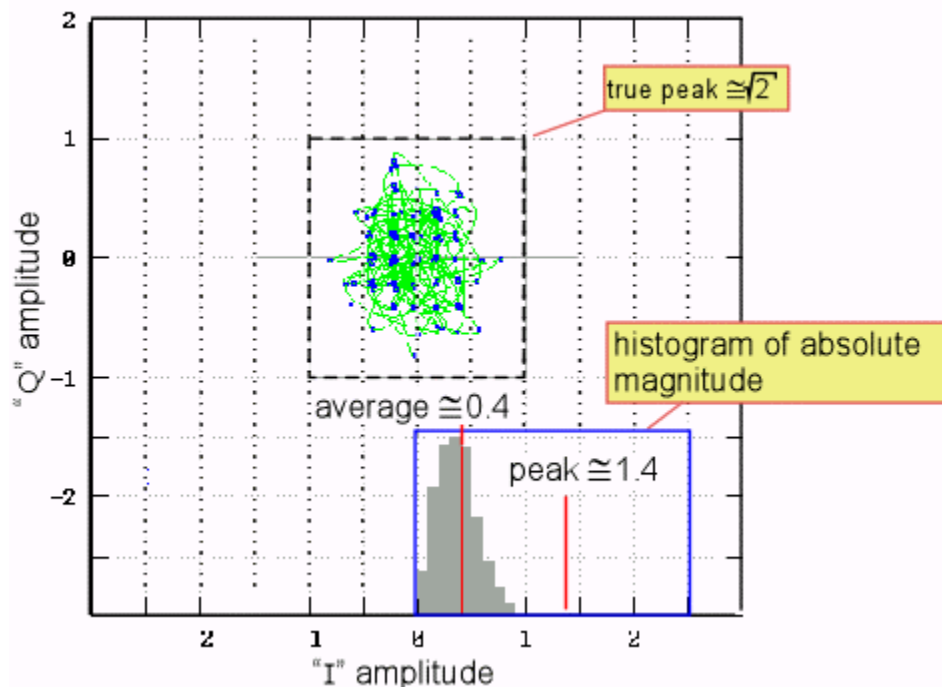 2
true peak ≅√2
1
0
"Q" amplitude
-1
histogram of absolute
magnitude
average ≅0.4
peak ≅1.4
-2
2 1 0 1 2
"I" amplitude